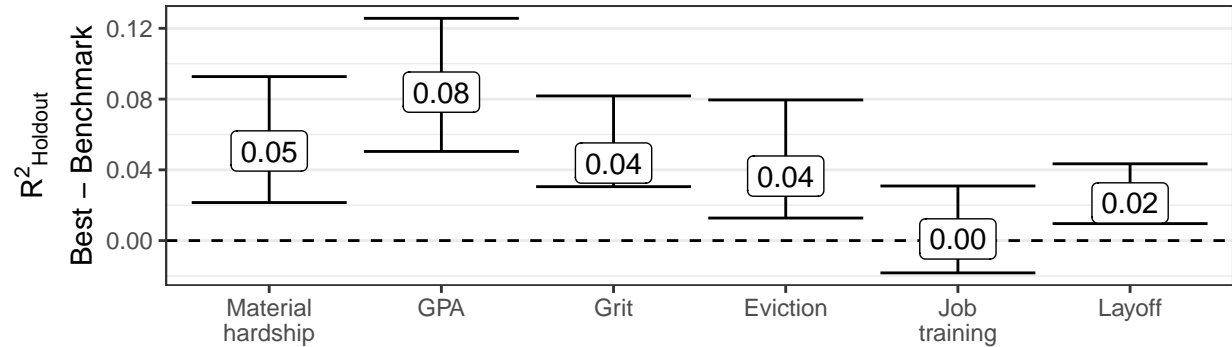 R²Holdout
Best − Benchmark
0.12
0.08
0.04
0.00
0.05
0.08
0.04
0.04
0.00
0.02
Material
hardship
GPA
Grit
Eviction
Job
training
Layoff